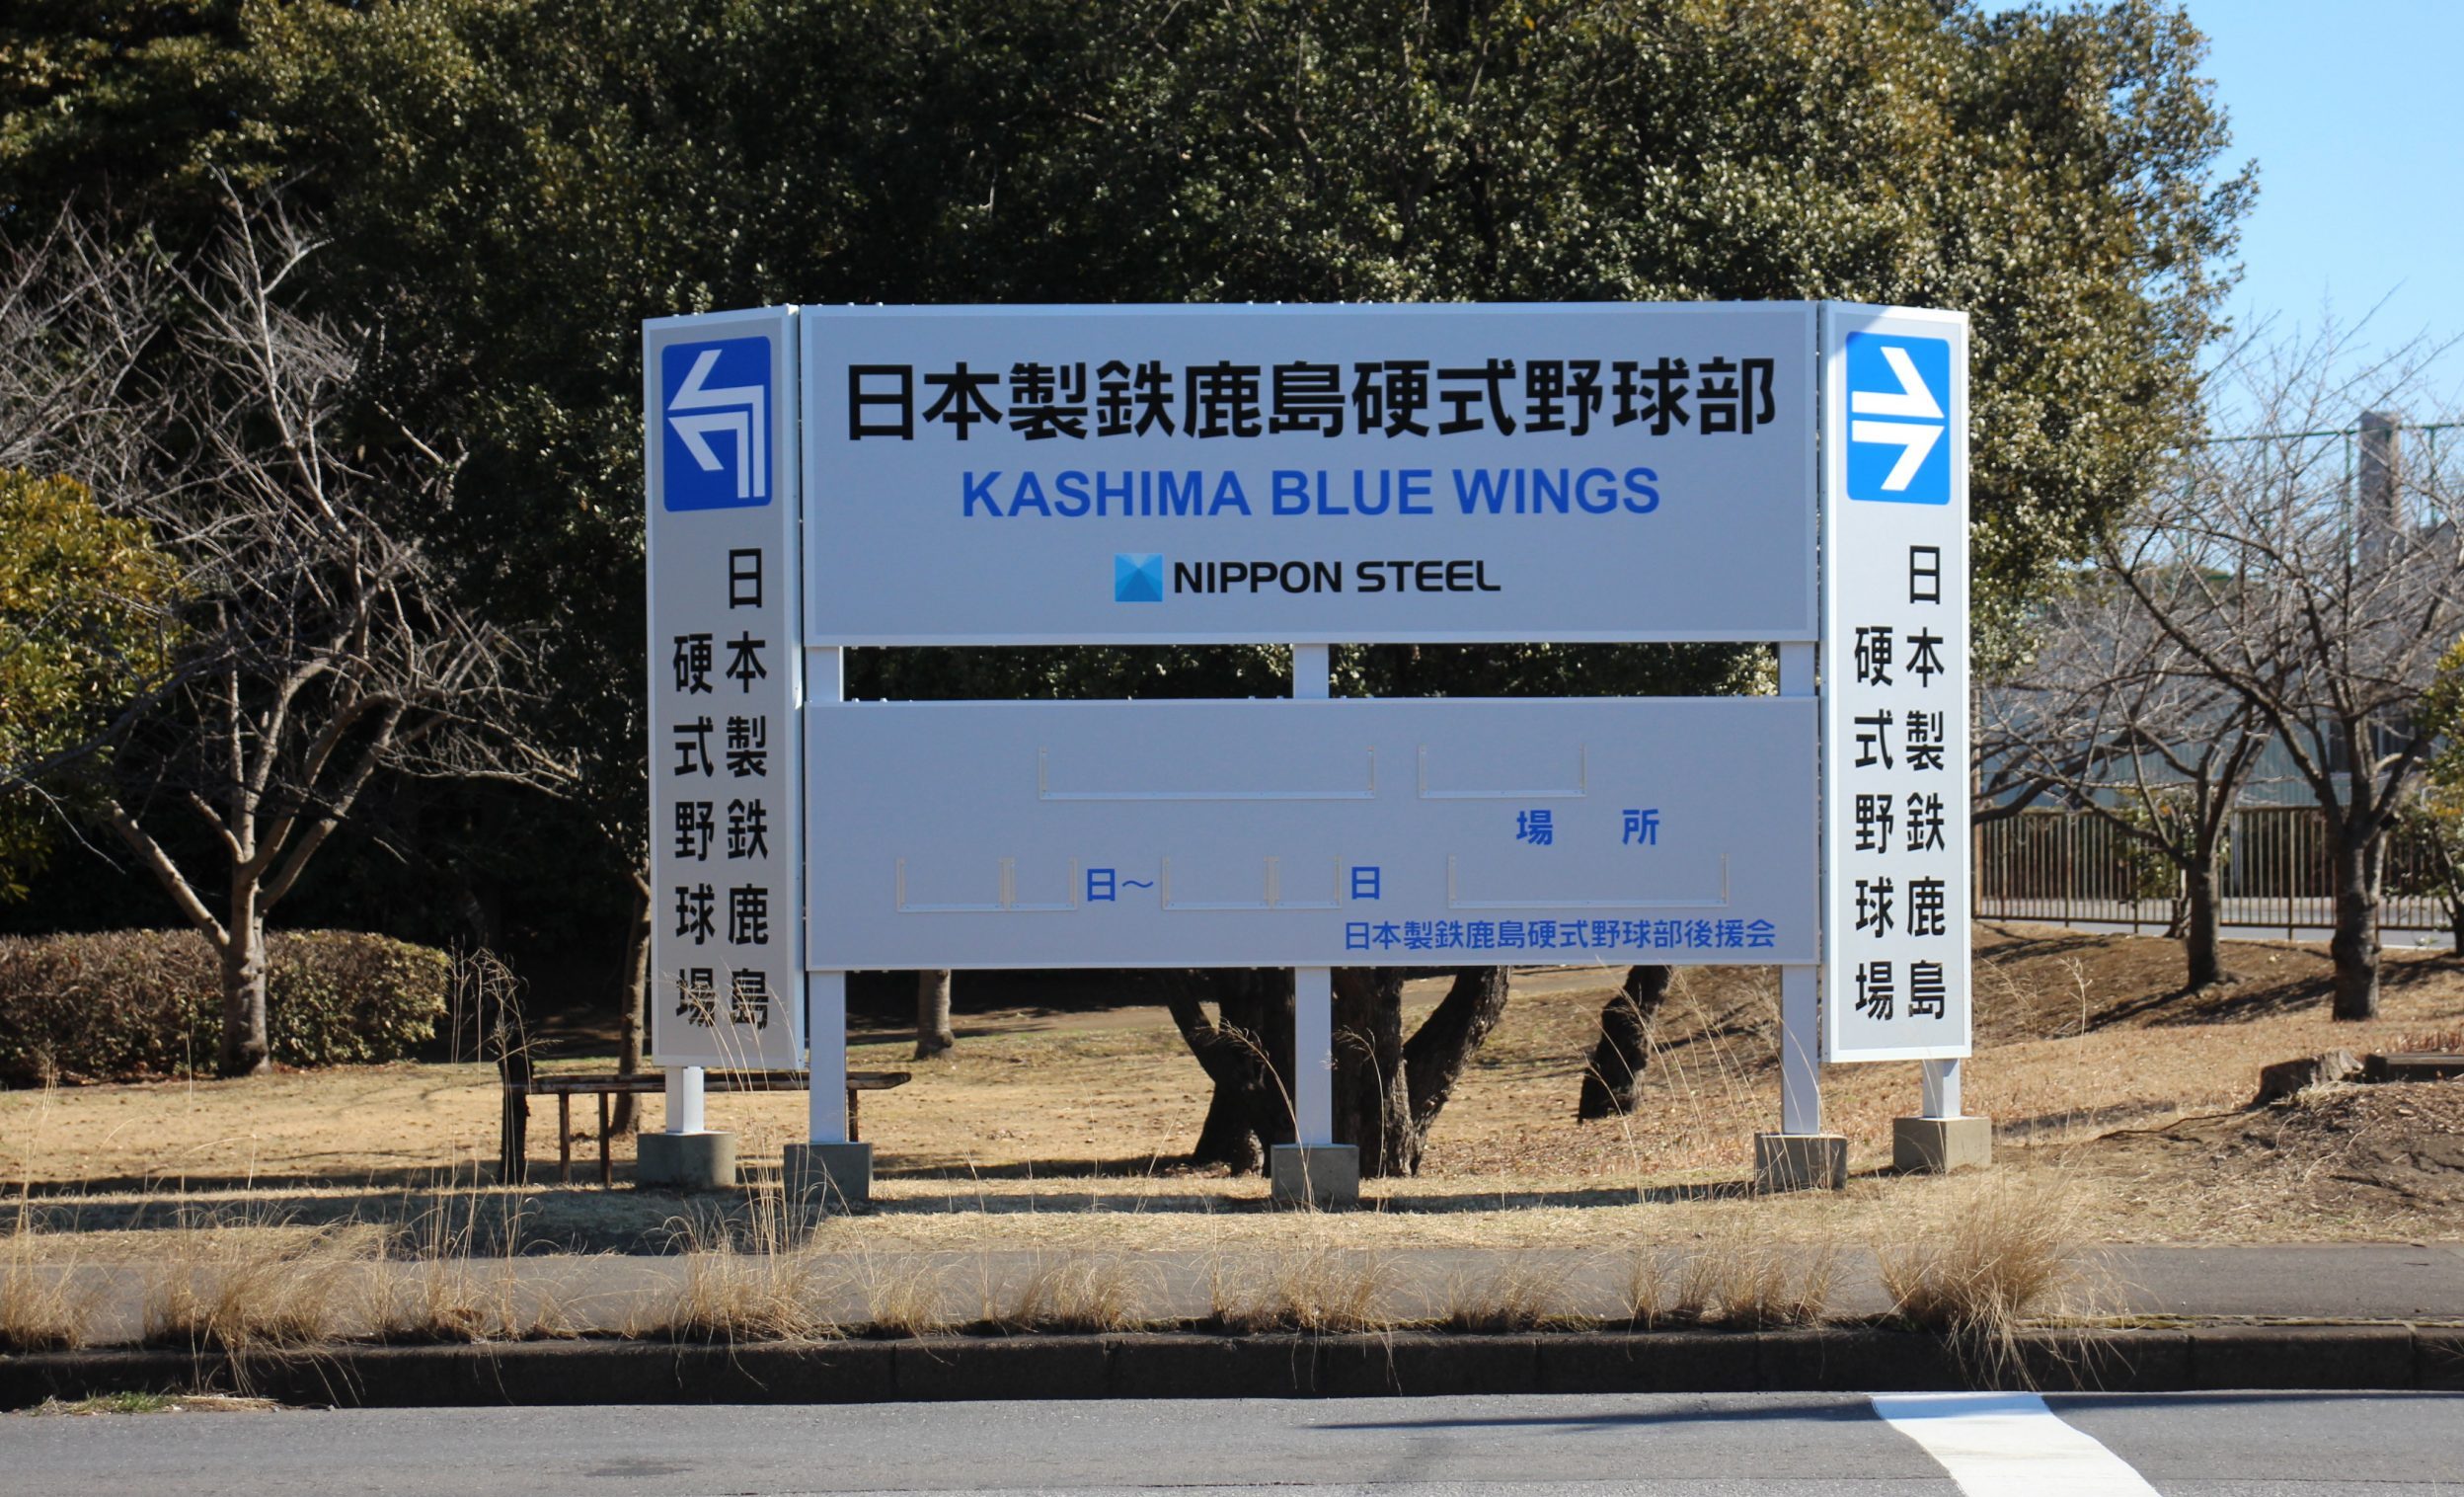 日本製鉄鹿島硬式野球部
KASHIMA BLUE WINGS
NIPPON STEEL
日本製鉄鹿島
硬式野球場
場 所
日～ 日
日本製鉄鹿島硬式野球部後援会
日本製鉄鹿島
硬式野球場